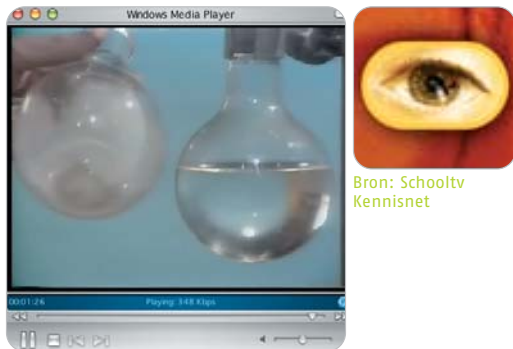 Windows Media Player
00:01:26 Playing: 348 Kbps
Bron: Schooltv
Kennisnet